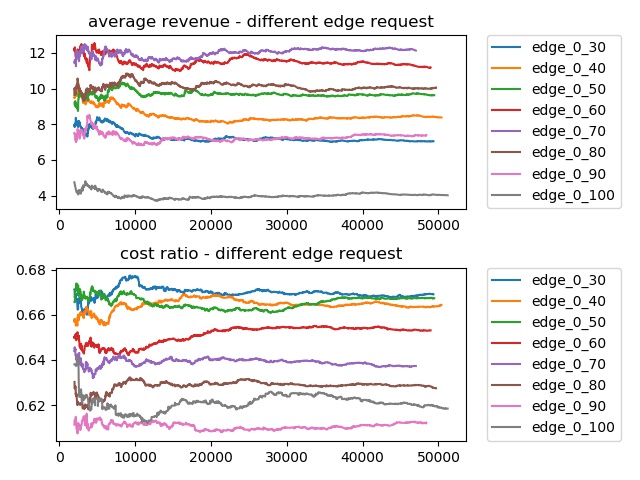 average revenue - different edge request
12
10
8
6
4
0 10000 20000 30000 40000 50000
edge_0_30
edge_0_40
edge_0_50
edge_0_60
edge_0_70
edge_0_80
edge_0_90
edge_0_100
cost ratio - different edge request
0.68
0.66
0.64
0.62
0 10000 20000 30000 40000 50000
edge_0_30
edge_0_40
edge_0_50
edge_0_60
edge_0_70
edge_0_80
edge_0_90
edge_0_100